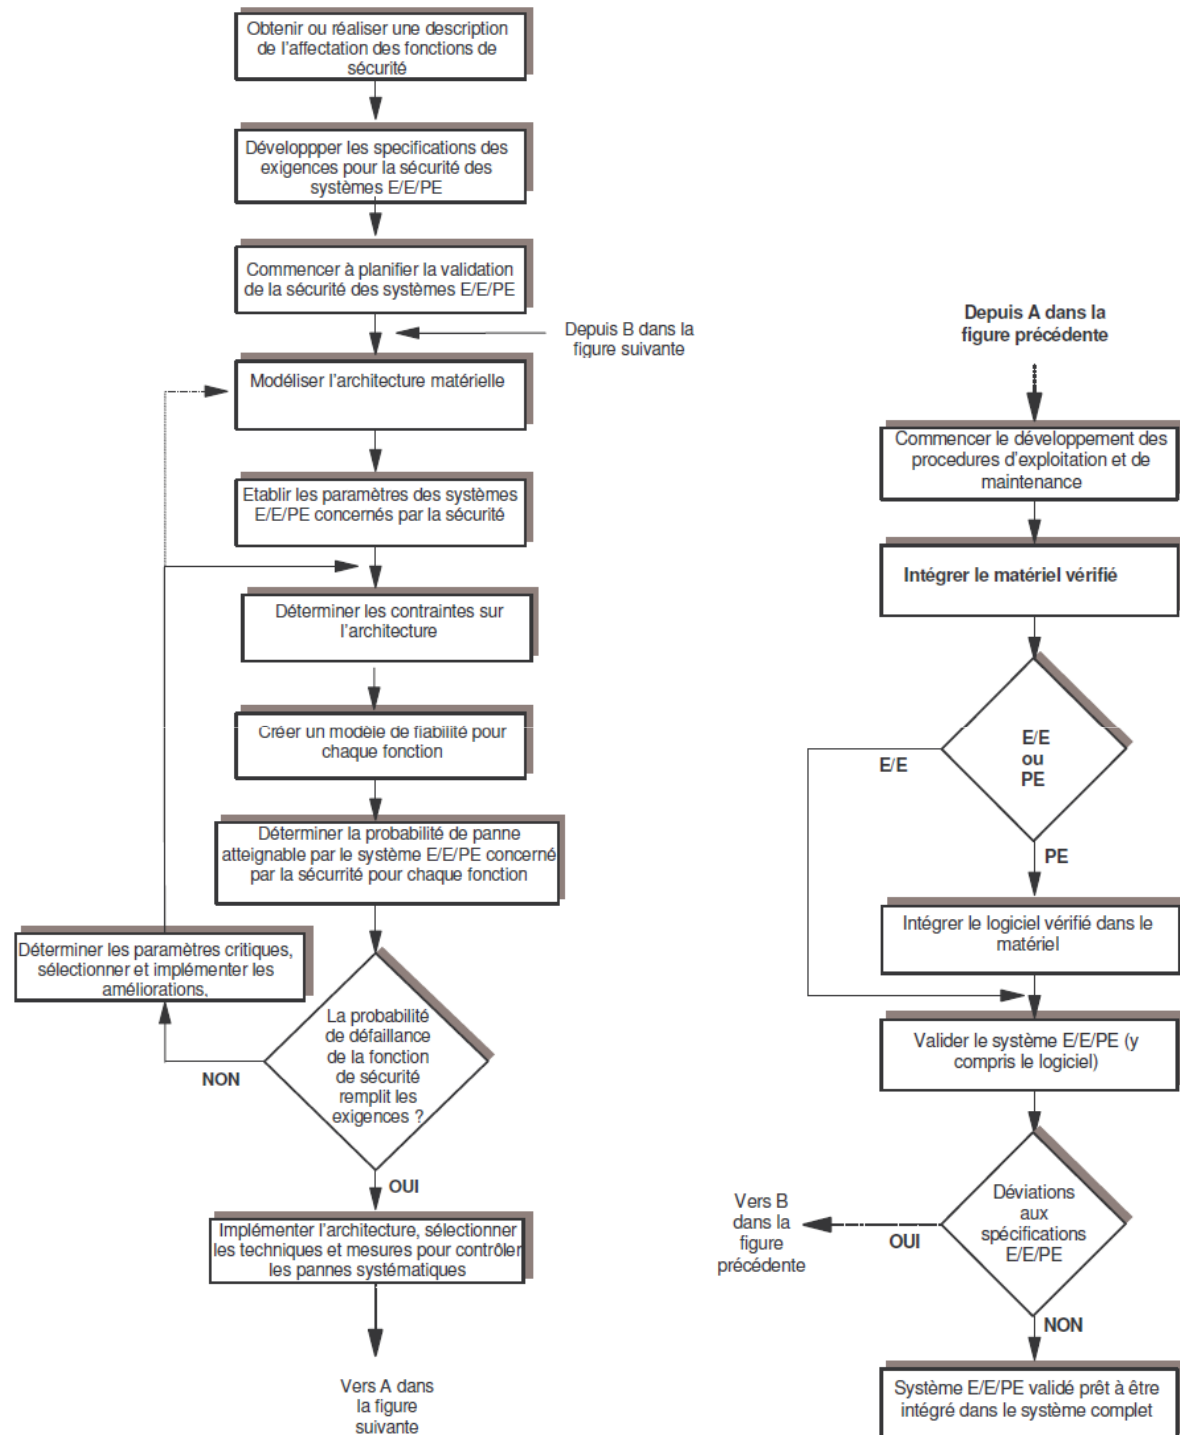 Obtenir ou réaliser une description
de l'affectation des fonctions de
sécurité
Développper les specifications des
exigences pour la sécurité des
systèmes E/E/PE
Commencer à planifier la validation
de la sécurité des systèmes E/E/PE
Depuis B dans la
figure suivante
Modéliser l'architecture matérielle
Etablir les paramètres des systèmes
E/E/PE concernés par la sécurité
Déterminer les contraintes sur
l'architecture
Créer un modèle de fiabilité pour
chaque fonction
Déterminer la probabilité de panne
atteignable par le système E/E/PE concerné
par la sécurrité pour chaque fonction
Déterminer les paramètres critiques,
sélectionner et implémenter les
améliorations,
La probabilité
de défaillance
de la fonction
de sécurité
remplit les
exigences ?
NON
OUI
Implémenter l'architecture, sélectionner
les techniques et mesures pour contrôler
les pannes systématiques
Vers A dans
la figure
suivante
Depuis A dans la
figure précédente
Commencer le développement des
procedures d'exploitation et de
maintenance
Intégrer le matériel vérifié
E/E
ou
PE
E/E
PE
Intégrer le logiciel vérifié dans le
matériel
Valider le système E/E/PE (y
compris le logiciel)
Déviations
aux
spécifications
E/E/PE
Vers B
dans la
figure
précédente
OUI
NON
Système E/E/PE validé prêt à être
intégré dans le système complet